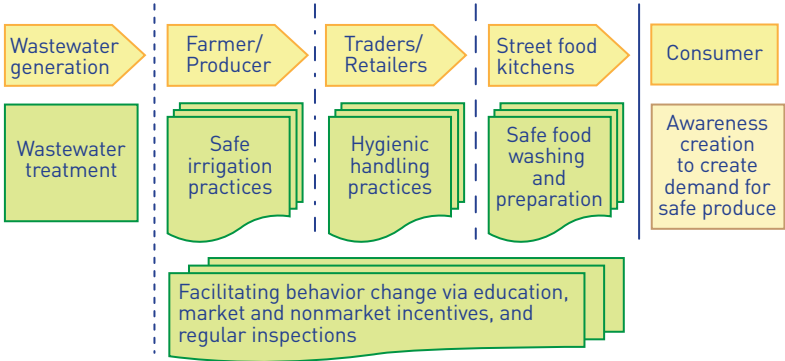 Wastewater
generation
Farmer/
Producer
Traders/
Retailers
Street food
kitchens
Consumer
Wastewater
treatment
Safe
irrigation
practices
Hygienic
handling
practices
Safe food
washing
and
preparation
Awareness
creation
to create
demand for
safe produce
Facilitating behavior change via education,
market and nonmarket incentives, and
regular inspections